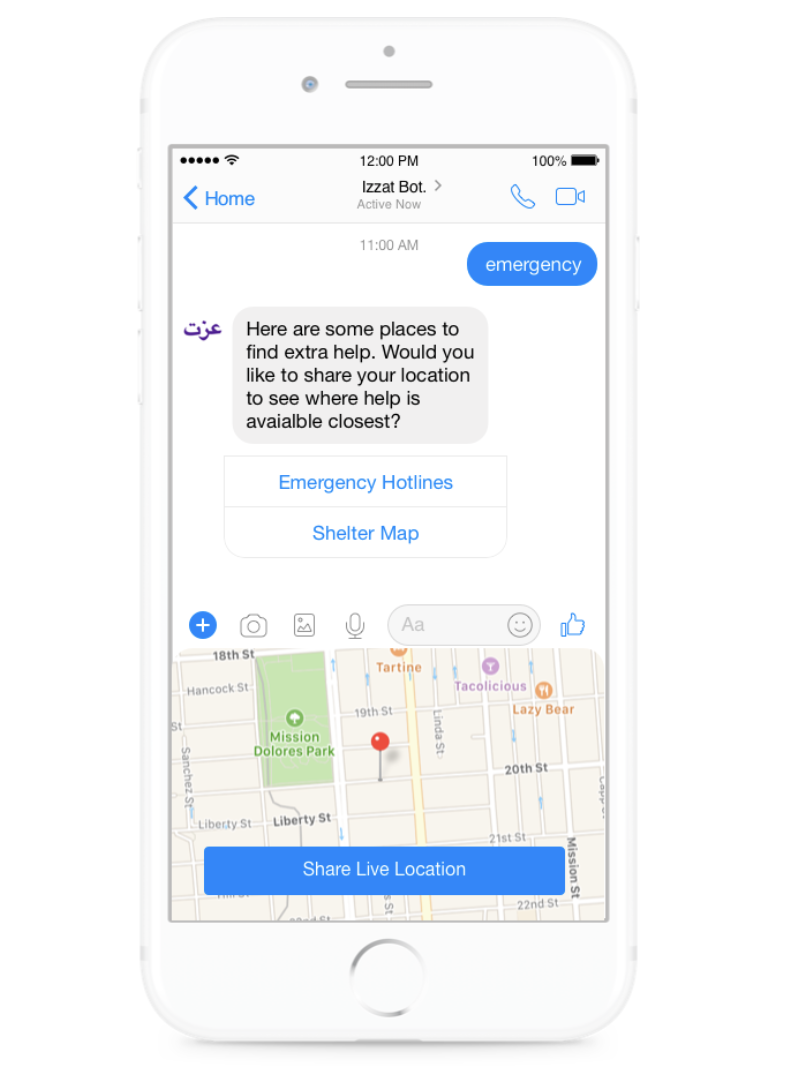 12:00 PM
100%
Home
Izzat Bot.
Active Now
11:00 AM
emergency
عزت
Here are some places to
find extra help. Would you
like to share your location
to see where help is
avaialble closest?
Emergency Hotlines
Shelter Map
Aa
18th St
Tartine
Tacolicious
Hancock St
Lazy Bear
19th St
Linda St
St
Mission
Dolores Park
Sanchez St
20th St
Liberty St
Liberty St
21st St
Share Live Location
Mission St
22nd St